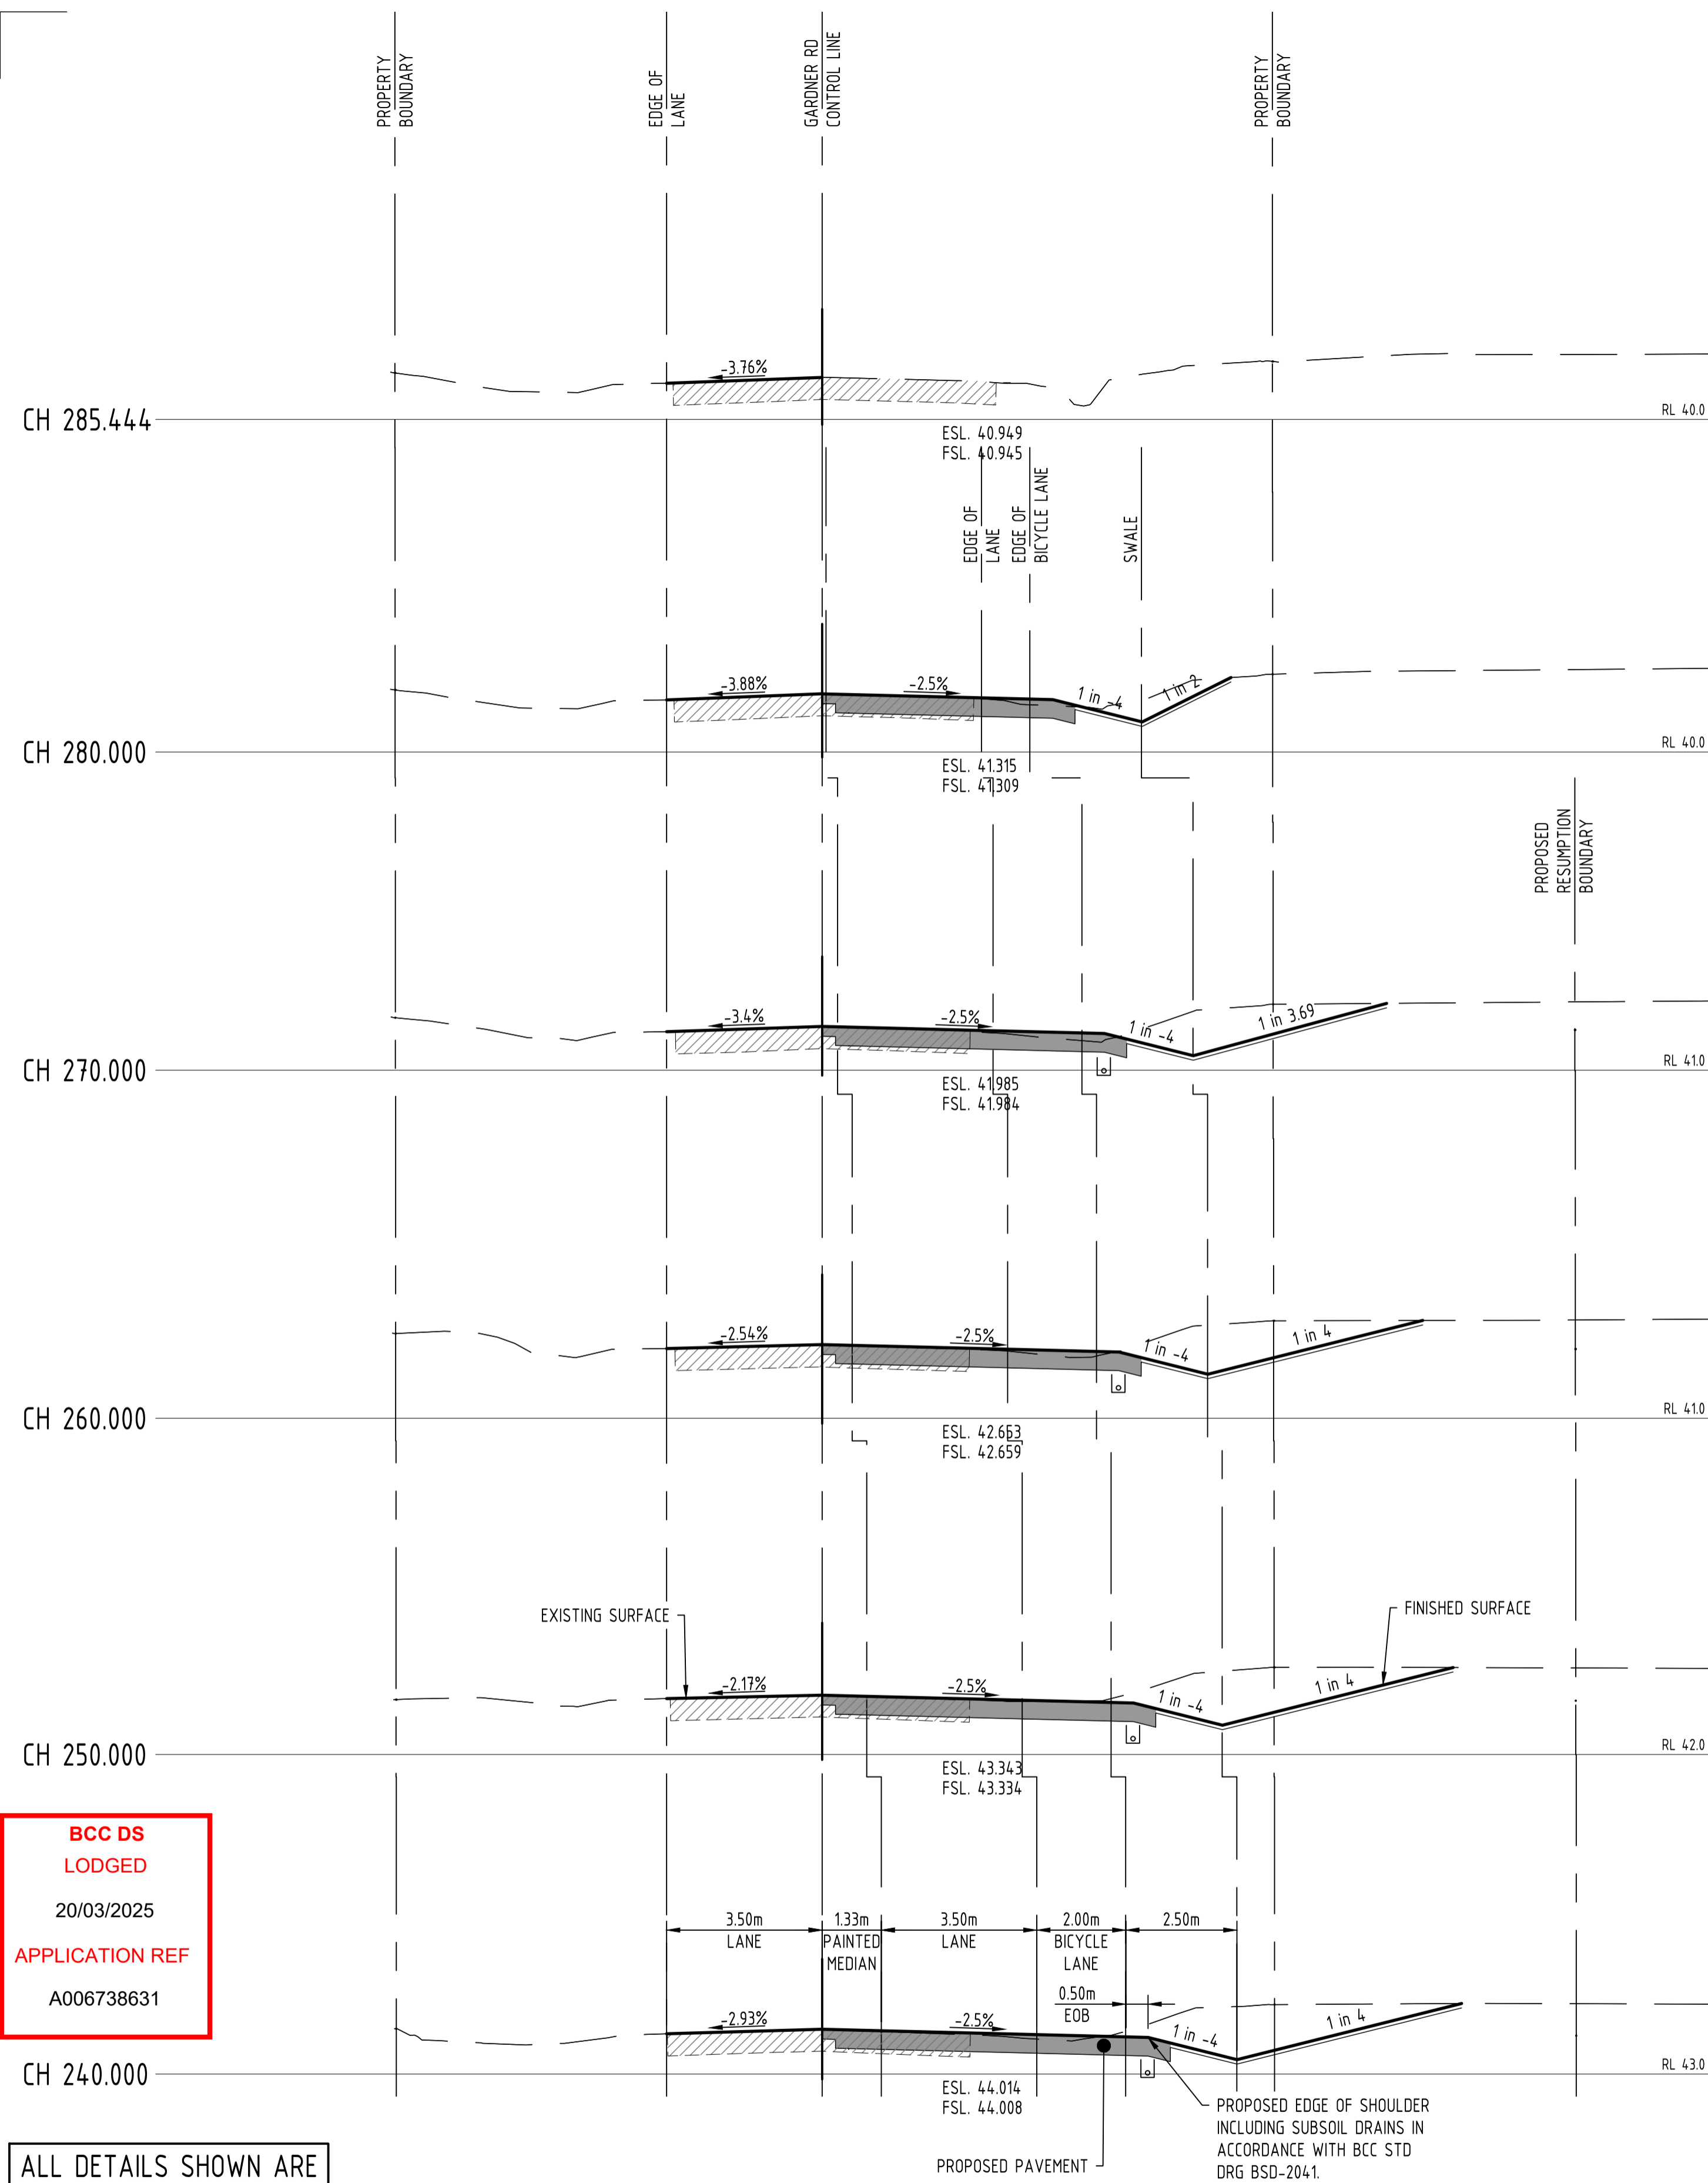 PROPERTY
BOUNDARY
EDGE OF
LANE
GARDNER RD
CONTROL LINE
PROPERTY
BOUNDARY
-3.76%
CH 285.444
RL 40.0
ESL. 40.949
FSL. 40.945
EDGE OF
LANE
EDGE OF
BICYCLE LANE
SWALE
-3.88%
-2.5%
1 in -4
1 in 2
CH 280.000
RL 40.0
ESL. 41.315
FSL. 41.309
PROPOSED
RESUMPTION
BOUNDARY
-3.4%
-2.5%
1 in -4
1 in 3.69
CH 270.000
RL 41.0
ESL. 41.985
FSL. 41.984
-2.54%
-2.5%
1 in -4
1 in 4
CH 260.000
RL 41.0
ESL. 42.653
FSL. 42.659
EXISTING SURFACE
FINISHED SURFACE
-2.17%
-2.5%
1 in -4
1 in 4
CH 250.000
RL 42.0
ESL. 43.343
FSL. 43.334
BCC DS
LODGED
20/03/2025
APPLICATION REF
A006738631
3.50m
LANE
1.33m
PAINTED
MEDIAN
3.50m
LANE
2.00m
BICYCLE
LANE
2.50m
0.50m
EOB
-2.93%
-2.5%
1 in -4
1 in 4
CH 240.000
RL 43.0
ESL. 44.014
FSL. 44.008
PROPOSED EDGE OF SHOULDER
INCLUDING SUBSOIL DRAINS IN
ACCORDANCE WITH BCC STD
DRG BSD-2041.
PROPOSED PAVEMENT
ALL DETAILS SHOWN ARE